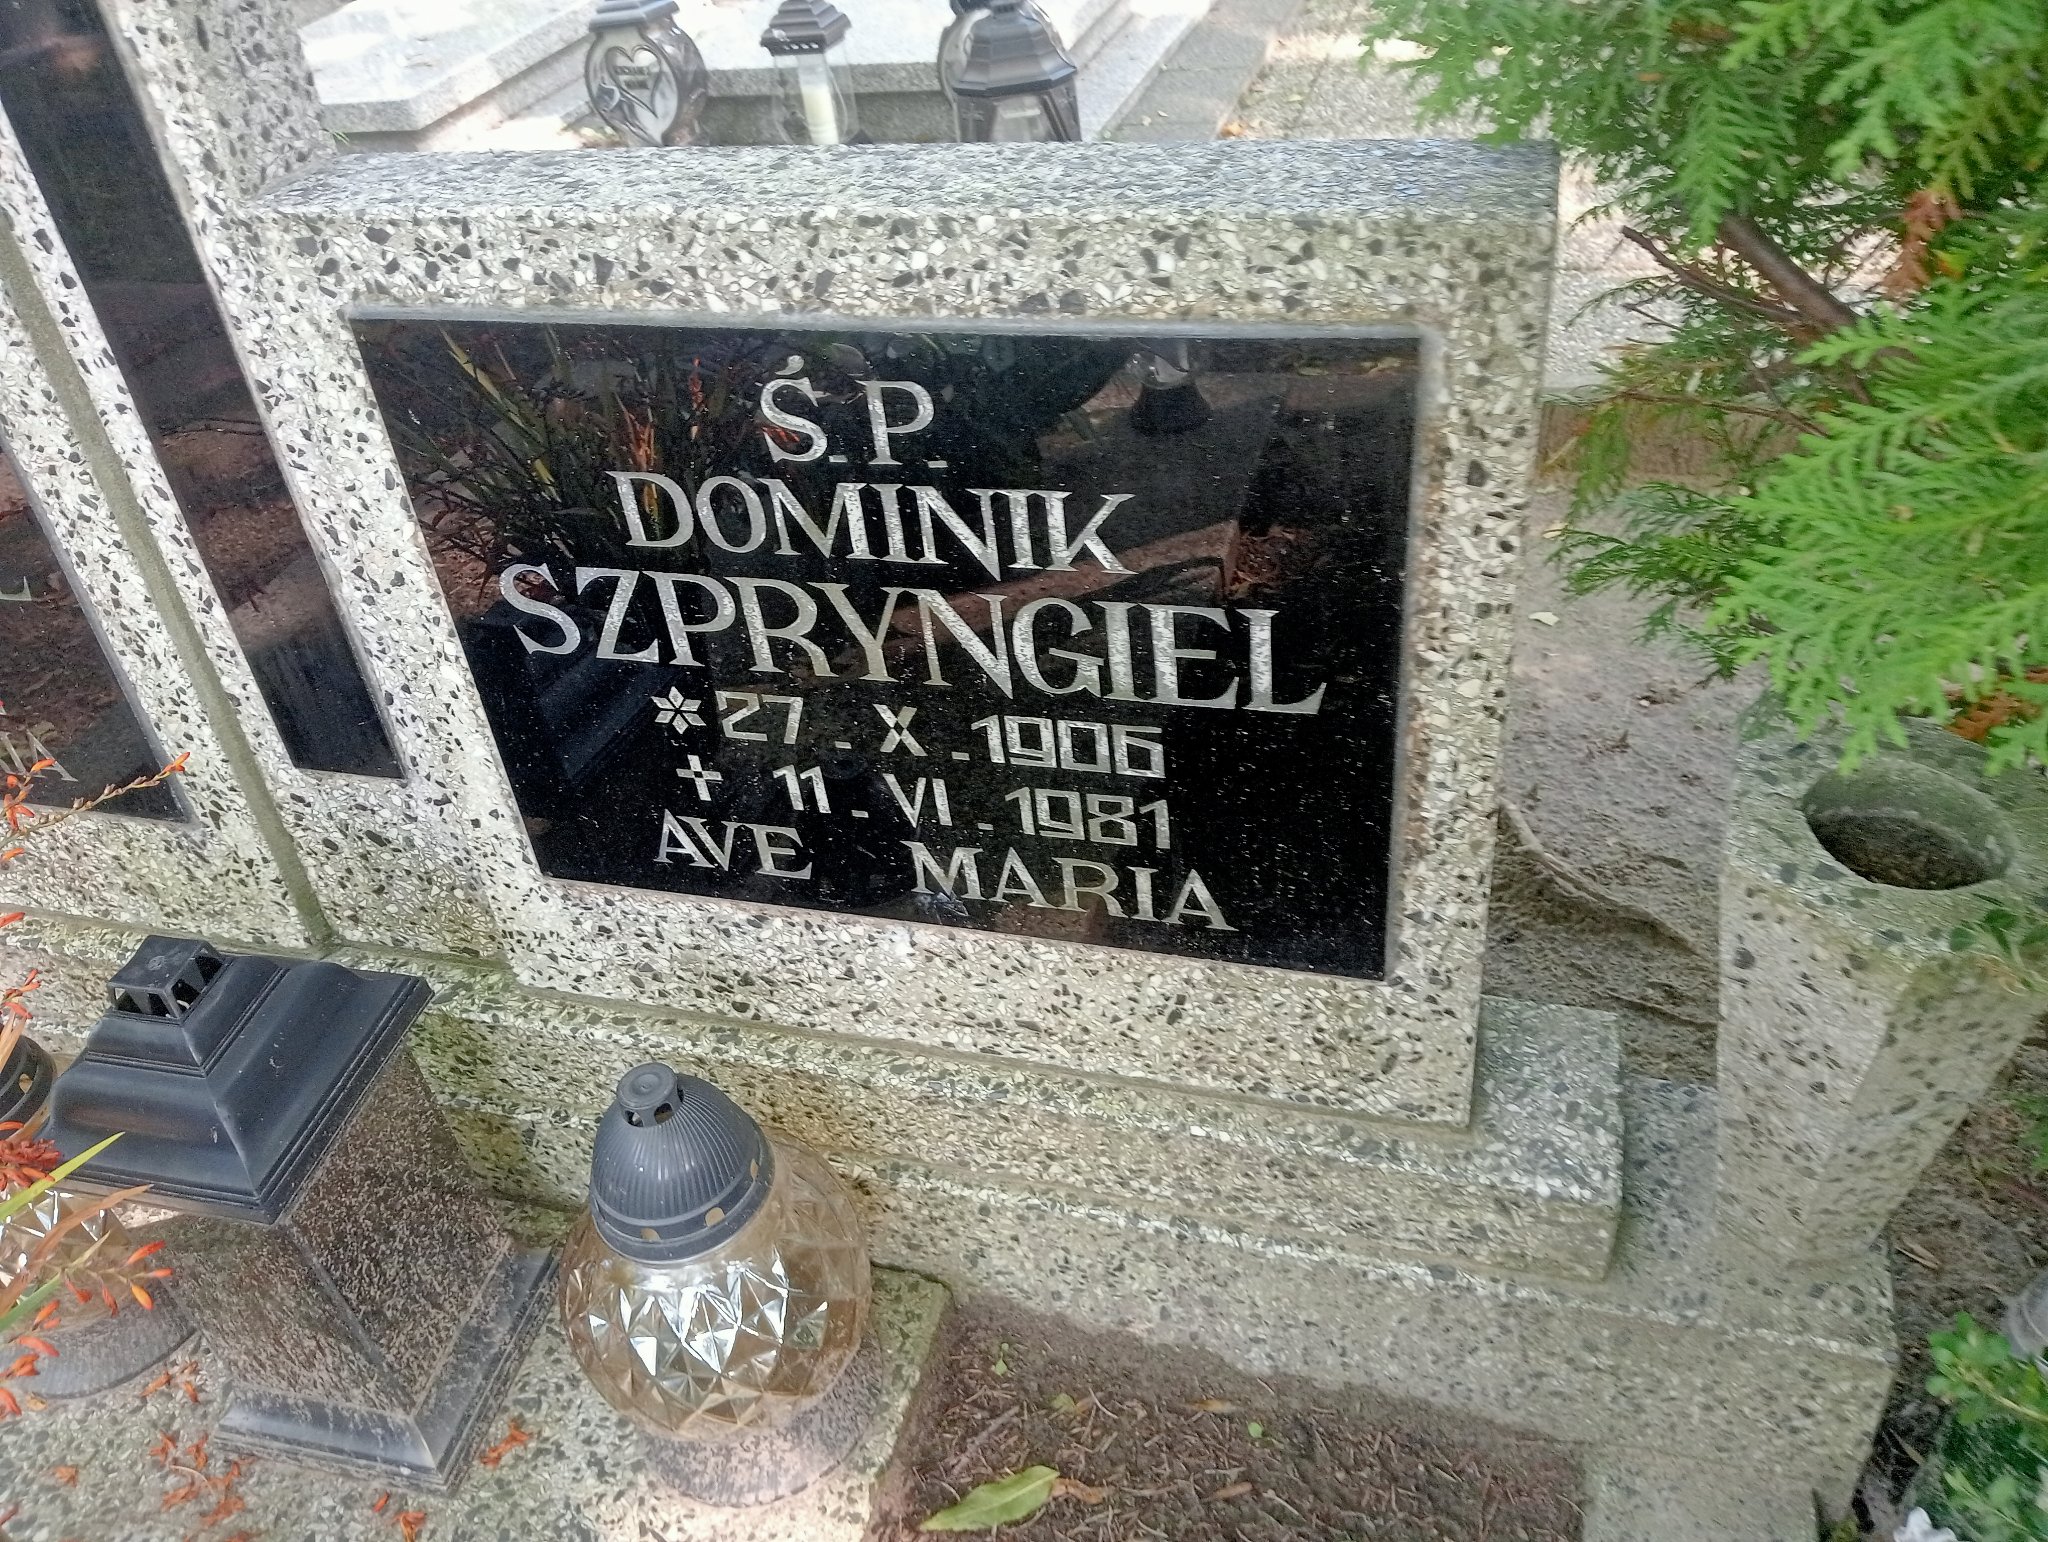 Ś.P.
DOMINIK
SZPRYNGIEL
* 27. X. 1906
+ 11. VI. 1981
AVE MARIA